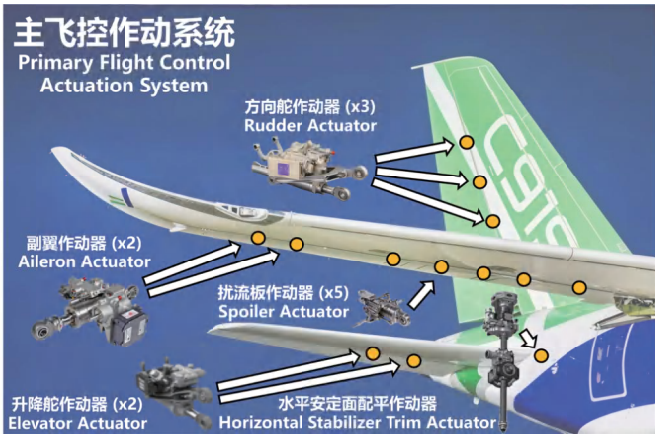 主飞控作动系统
Primary Flight Control
Actuation System
方向舵作动器 (x3)
Rudder Actuator
C919
副翼作动器 (x2)
Aileron Actuator
扰流板作动器 (x5)
Spoiler Actuator
升降舵作动器 (x2)
Elevator Actuator
水平安定面配平作动器
Horizontal Stabilizer Trim Actuator